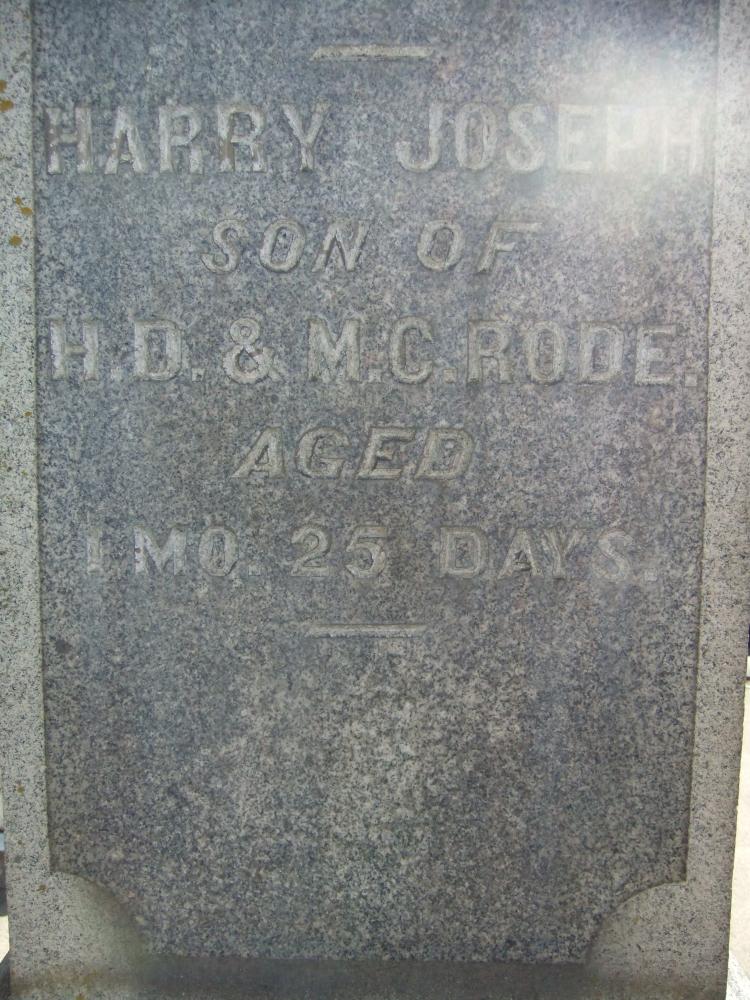 HARRY JOSEPH
SON OF
H.D. & M.C. RODE.
AGED
1 MO. 25 DAYS.